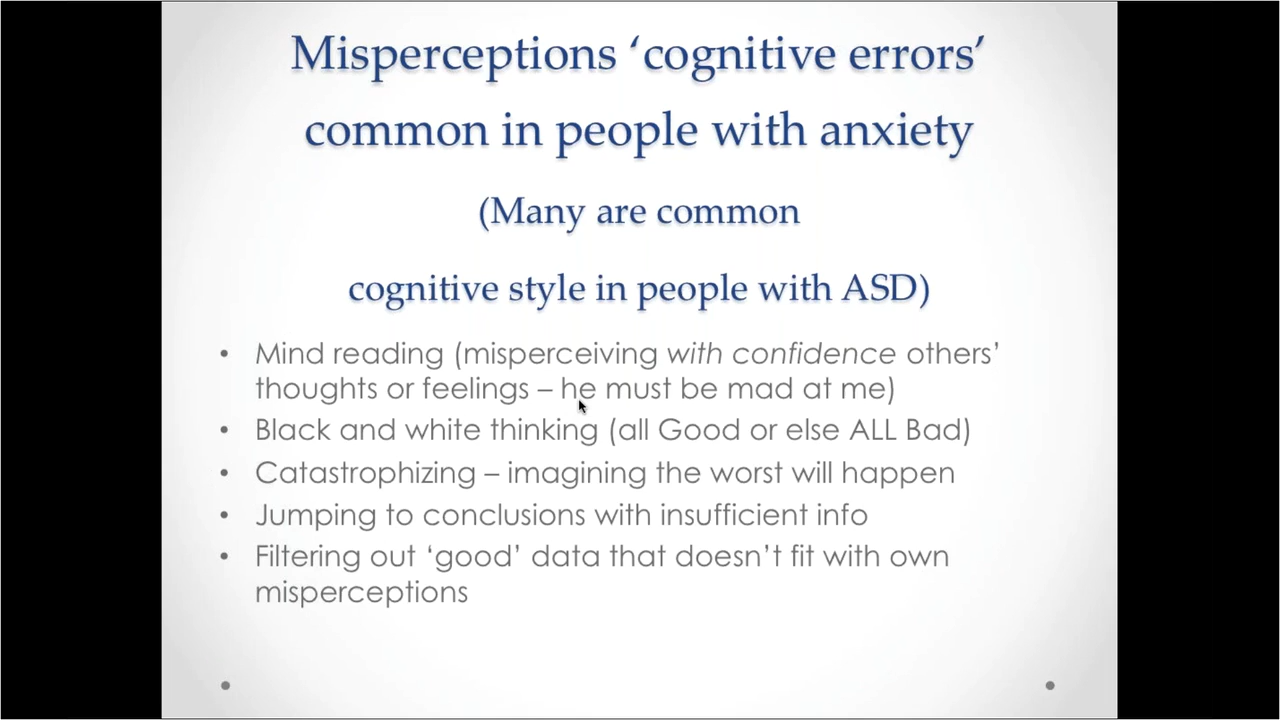 Misperceptions ‘cognitive errors’
common in people with anxiety
(Many are common
cognitive style in people with ASD)
• Mind reading (misperceiving with confidence others’
thoughts or feelings – he must be mad at me)
• Black and white thinking (all Good or else ALL Bad)
• Catastrophizing – imagining the worst will happen
• Jumping to conclusions with insufficient info
• Filtering out ‘good’ data that doesn’t fit with own
misperceptions